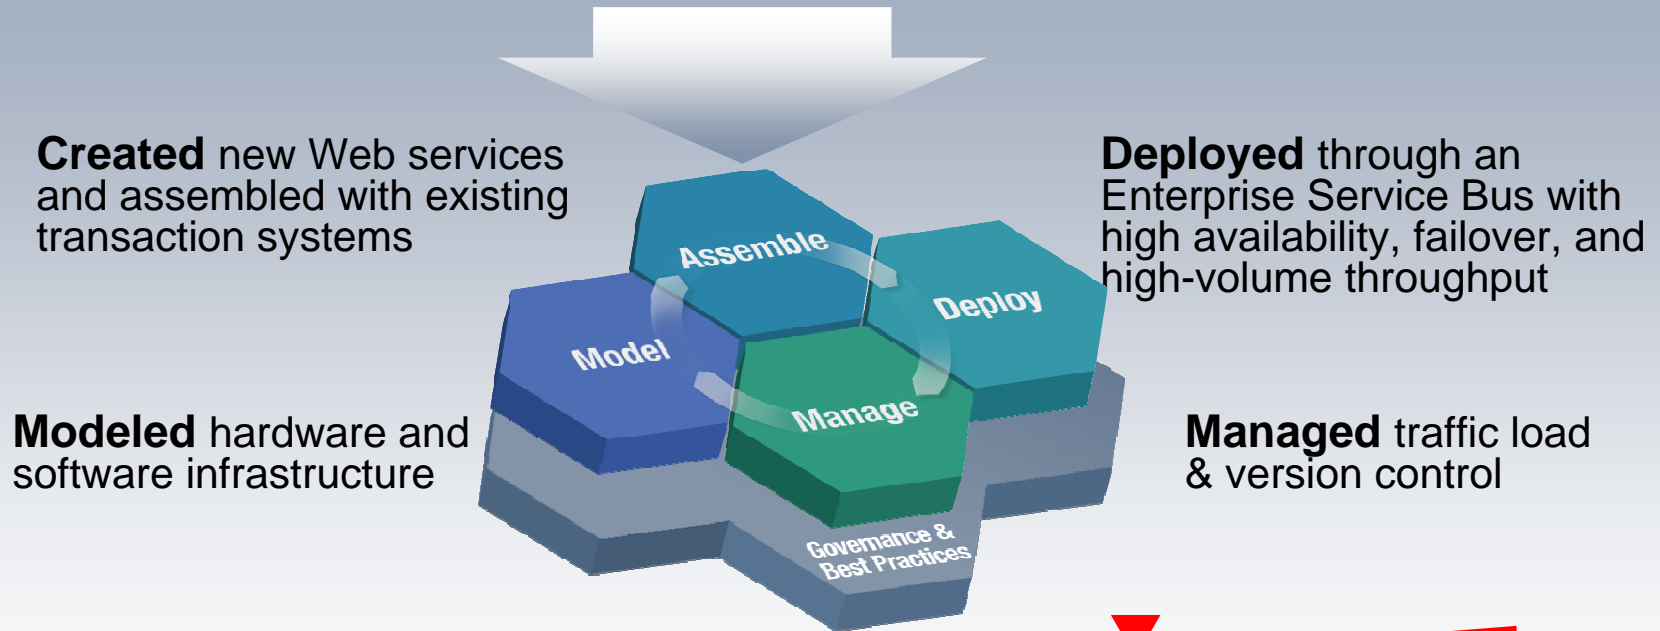 Created new Web services
and assembled with existing
transaction systems
Deployed through an
Enterprise Service Bus with
high availability, failover, and
high-volume throughput
Assemble
Deploy
Model
Manage
Modeled hardware and
software infrastructure
Managed traffic load
& version control
Governance &
Best Practices